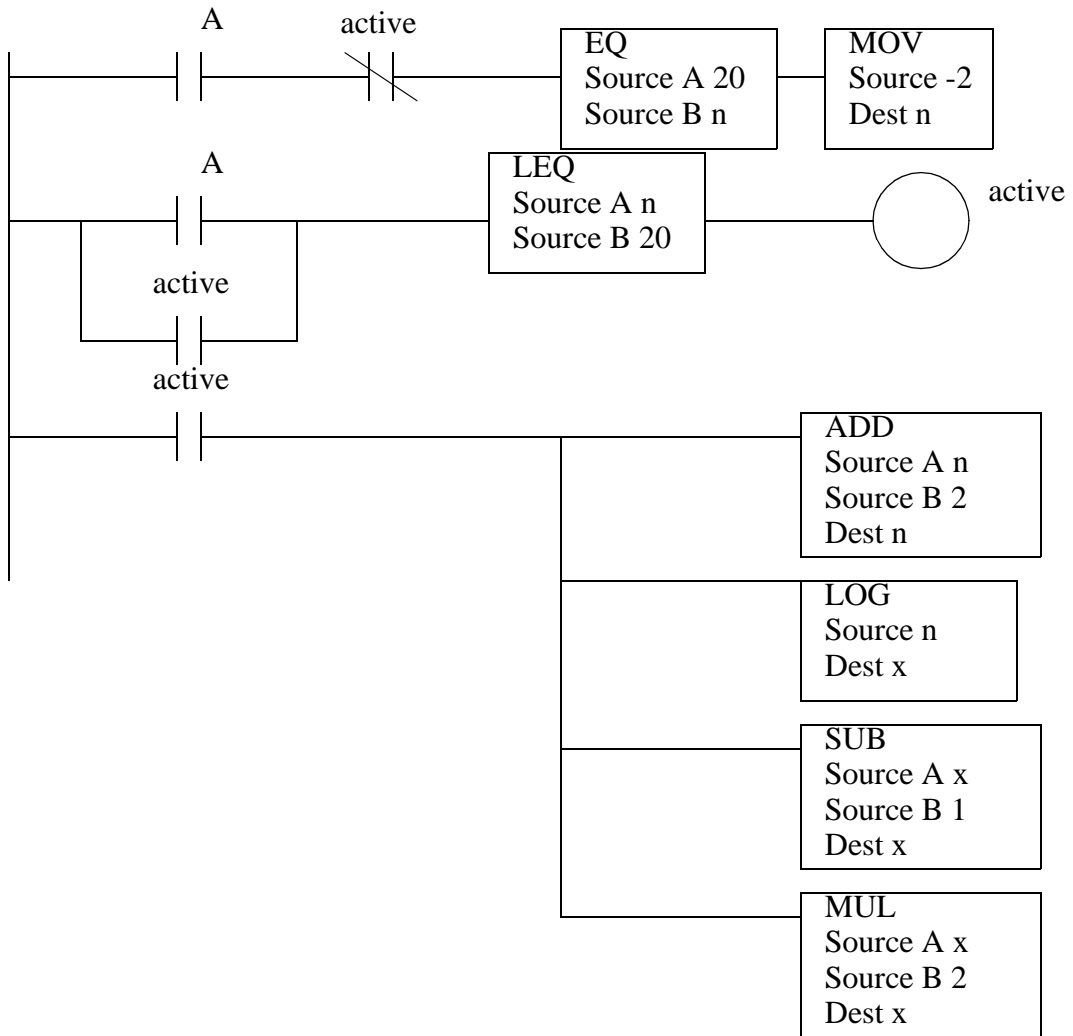 A
active
EQ
Source A 20
Source B n
MOV
Source -2
Dest n
A
LEQ
Source A n
Source B 20
active
active
active
ADD
Source A n
Source B 2
Dest n
LOG
Source n
Dest x
SUB
Source A x
Source B 1
Dest x
MUL
Source A x
Source B 2
Dest x